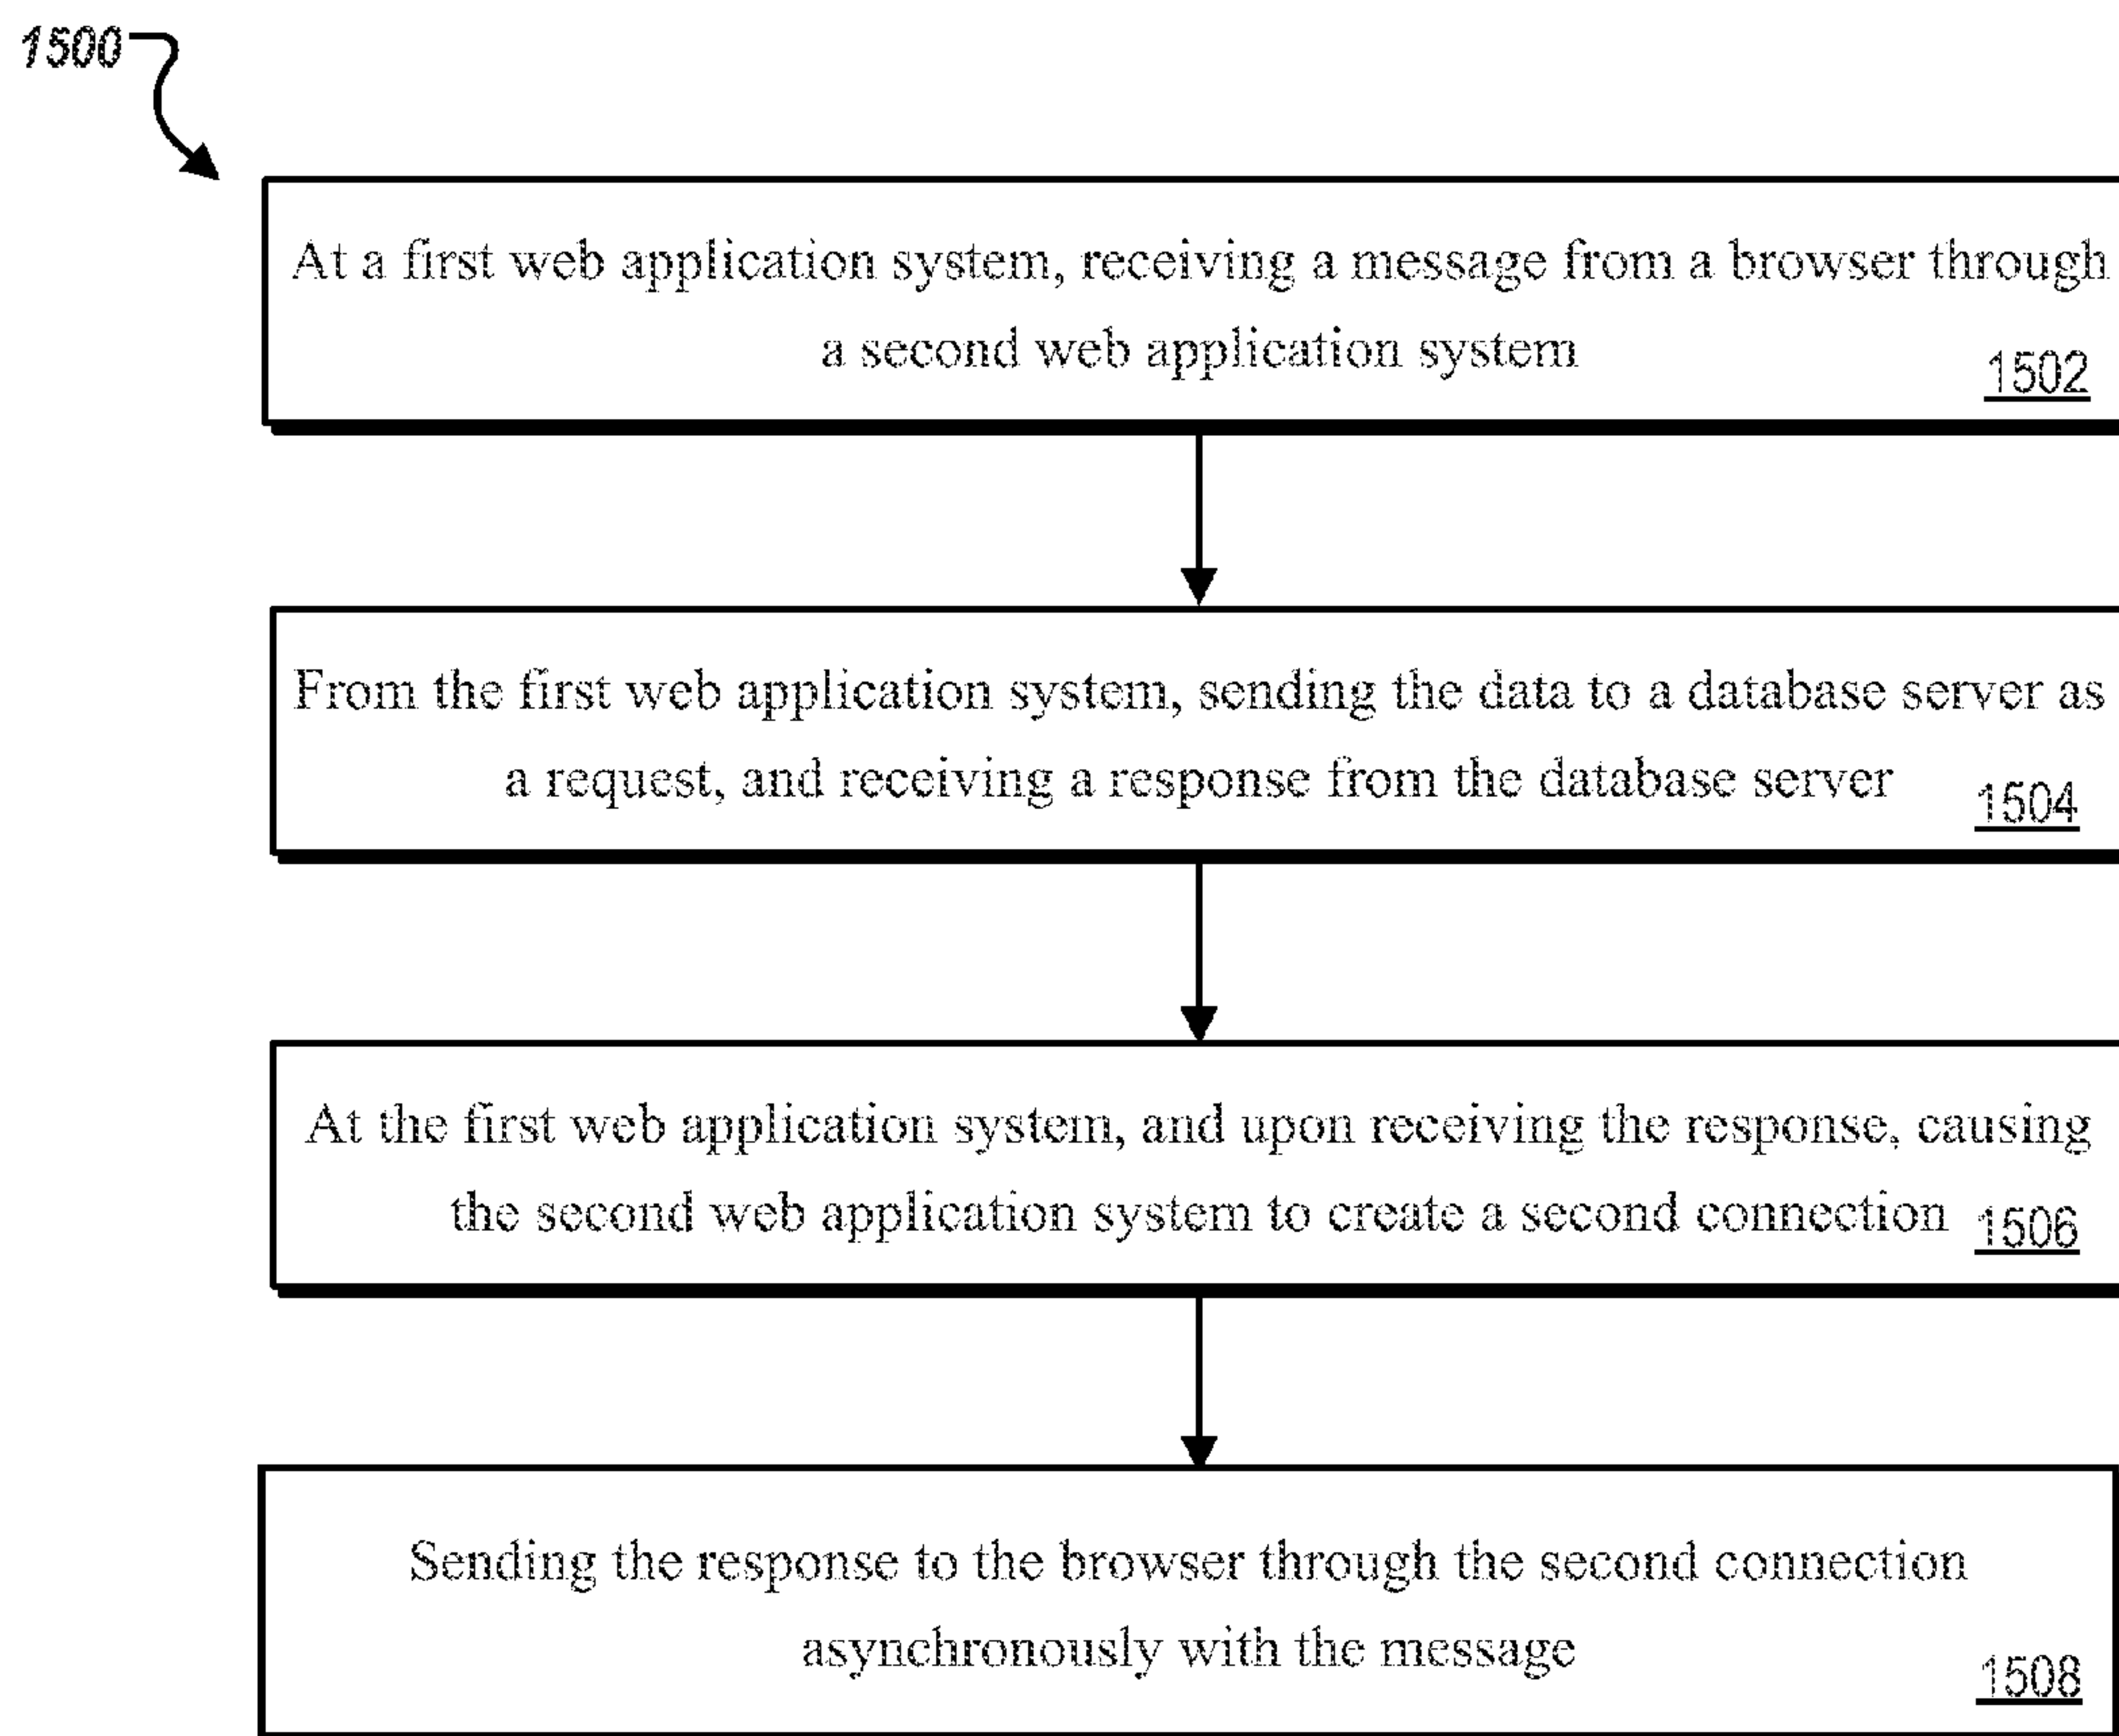 1500
At a first web application system, receiving a message from a browser through
a second web application system
1502
From the first web application system, sending the data to a database server as
a request, and receiving a response from the database server
1504
At the first web application system, and upon receiving the response, causing
the second web application system to create a second connection
1506
Sending the response to the browser through the second connection
asynchronously with the message
1508